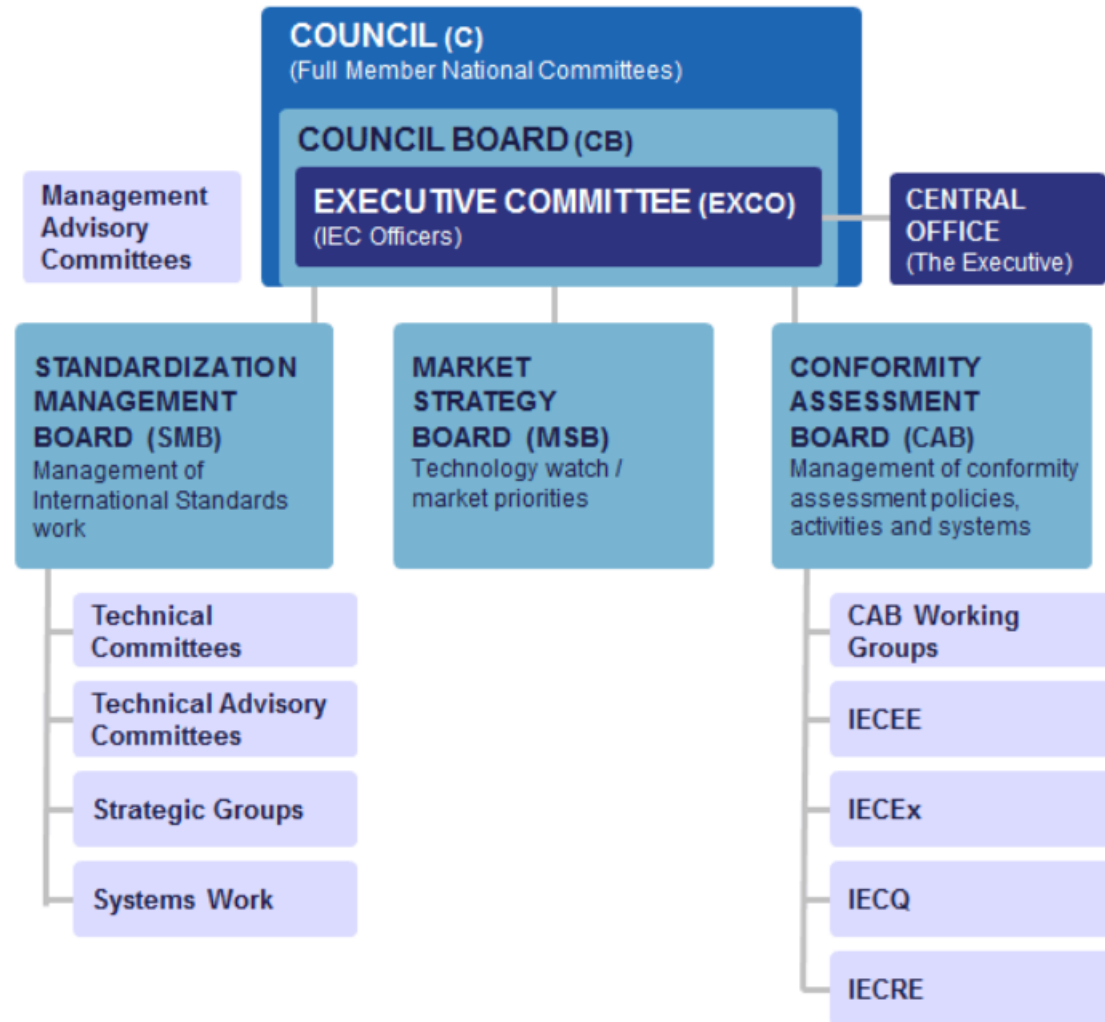 COUNCIL (C)
(Full Member National Committees)
COUNCIL BOARD (CB)
EXECUTIVE COMMITTEE (EXCO)
(IEC Officers)
Management
Advisory
Committees
CENTRAL
OFFICE
(The Executive)
STANDARDIZATION
MANAGEMENT
BOARD (SMB)
Management of
International Standards
work
MARKET
STRATEGY
BOARD (MSB)
Technology watch /
market priorities
CONFORMITY
ASSESSMENT
BOARD (CAB)
Management of conformity
assessment policies,
activities and systems
Technical
Committees
Technical Advisory
Committees
Strategic Groups
Systems Work
CAB Working
Groups
IECEE
IECEx
IECQ
IECRE